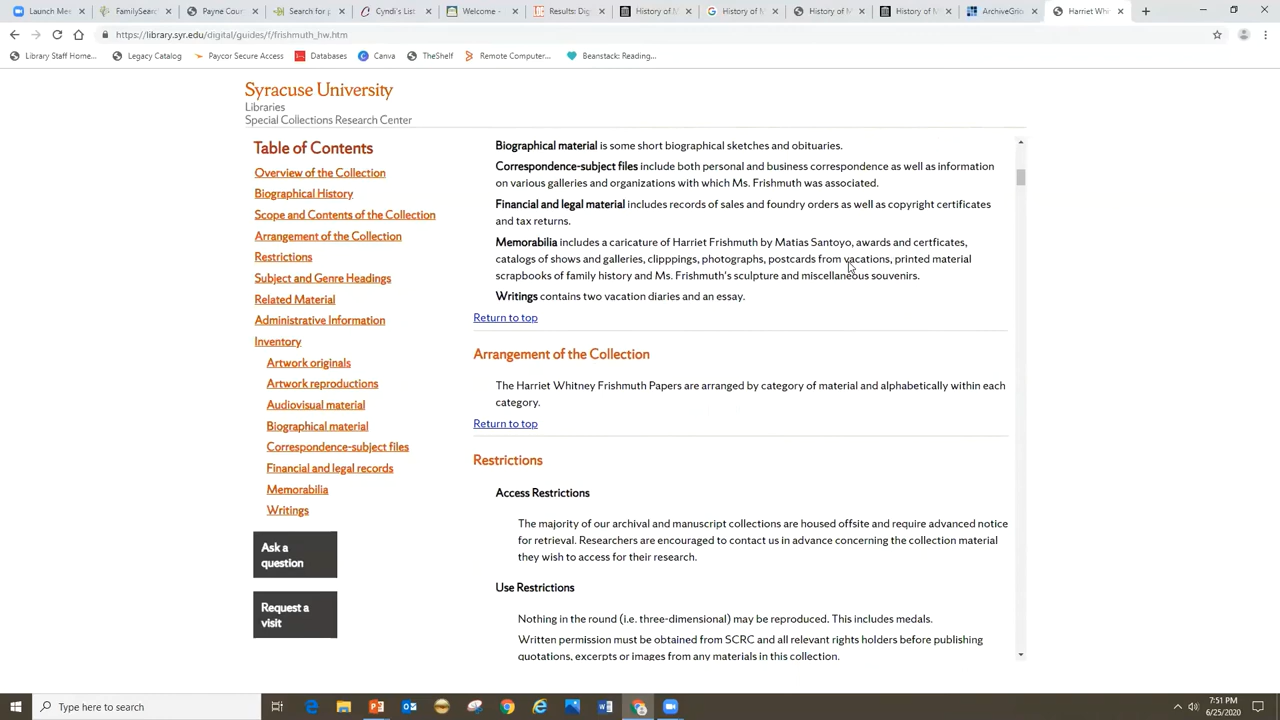 Launch Mee
FamilySearc
Payne Coun
Search for p
Cyndi's List
Welcome -
Results: Dig
History of M
History of M
History of M
History of M
ArchiveGrid
Harriet Whi
https://library.syr.edu/digital/guides/f/frishmuth_hw.htm
Library Staff Home...
Legacy Catalog
Paycor Secure Access
Databases
Canva
TheShelf
Remote Computer...
Beanstack: Reading...
Syracuse University
Libraries
Special Collections Research Center
Table of Contents
Overview of the Collection
Biographical History
Scope and Contents of the Collection
Arrangement of the Collection
Restrictions
Subject and Genre Headings
Related Material
Administrative Information
Inventory
Artwork originals
Artwork reproductions
Audiovisual material
Biographical material
Correspondence-subject files
Financial and legal records
Memorabilia
Writings
Ask a
question
Request a
visit
Biographical material is some short biographical sketches and obituaries.
Correspondence-subject files include both personal and business correspondence as well as information
on various galleries and organizations with which Ms. Frishmuth was associated.
Financial and legal material includes records of sales and foundry orders as well as copyright certificates
and tax returns.
Memorabilia includes a caricature of Harriet Frishmuth by Matias Santoyo, awards and certficates,
catalogs of shows and galleries, clippings, photographs, postcards from vacations, printed material
scrapbooks of family history and Ms. Frishmuth's sculpture and miscellaneous souvenirs.
Writings contains two vacation diaries and an essay.
Return to top
Arrangement of the Collection
The Harriet Whitney Frishmuth Papers are arranged by category of material and alphabetically within each
category.
Return to top
Restrictions
Access Restrictions
The majority of our archival and manuscript collections are housed offsite and require advanced notice
for retrieval. Researchers are encouraged to contact us in advance concerning the collection material
they wish to access for their research.
Use Restrictions
Nothing in the round (i.e. three-dimensional) may be reproduced. This includes medals.
Written permission must be obtained from SCRC and all relevant rights holders before publishing
quotations, excerpts or images from any materials in this collection.
Type here to search
7:51 PM
6/25/2020